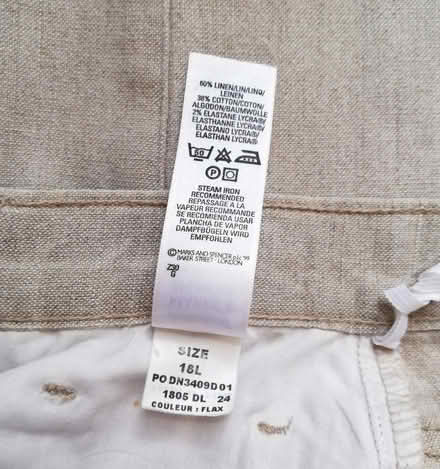 60% LINEN/LIN/LINO/
LEINEN
38% COTTON/COTON/
ALGODON/BAUMWOLLE
2% ELASTANE LYCRA®/
ELASTHANNE LYCRA®/
ELASTANO LYCRA®/
ELASTHAN LYCRA®
50
P
STEAM IRON
RECOMMENDED
REPASSAGE A LA
VAPEUR RECOMMANDE
SE RECOMIENDA USAR
PLANCHA DE VAPOR
DAMPFBÜGELN WIRD
EMPFOHLEN
© MARKS AND SPENCER p.l.c.
BAKER STREET · LONDON
G
SIZE
18L
PO DN3409D01
1805 DL 24
COULEUR : FLAX